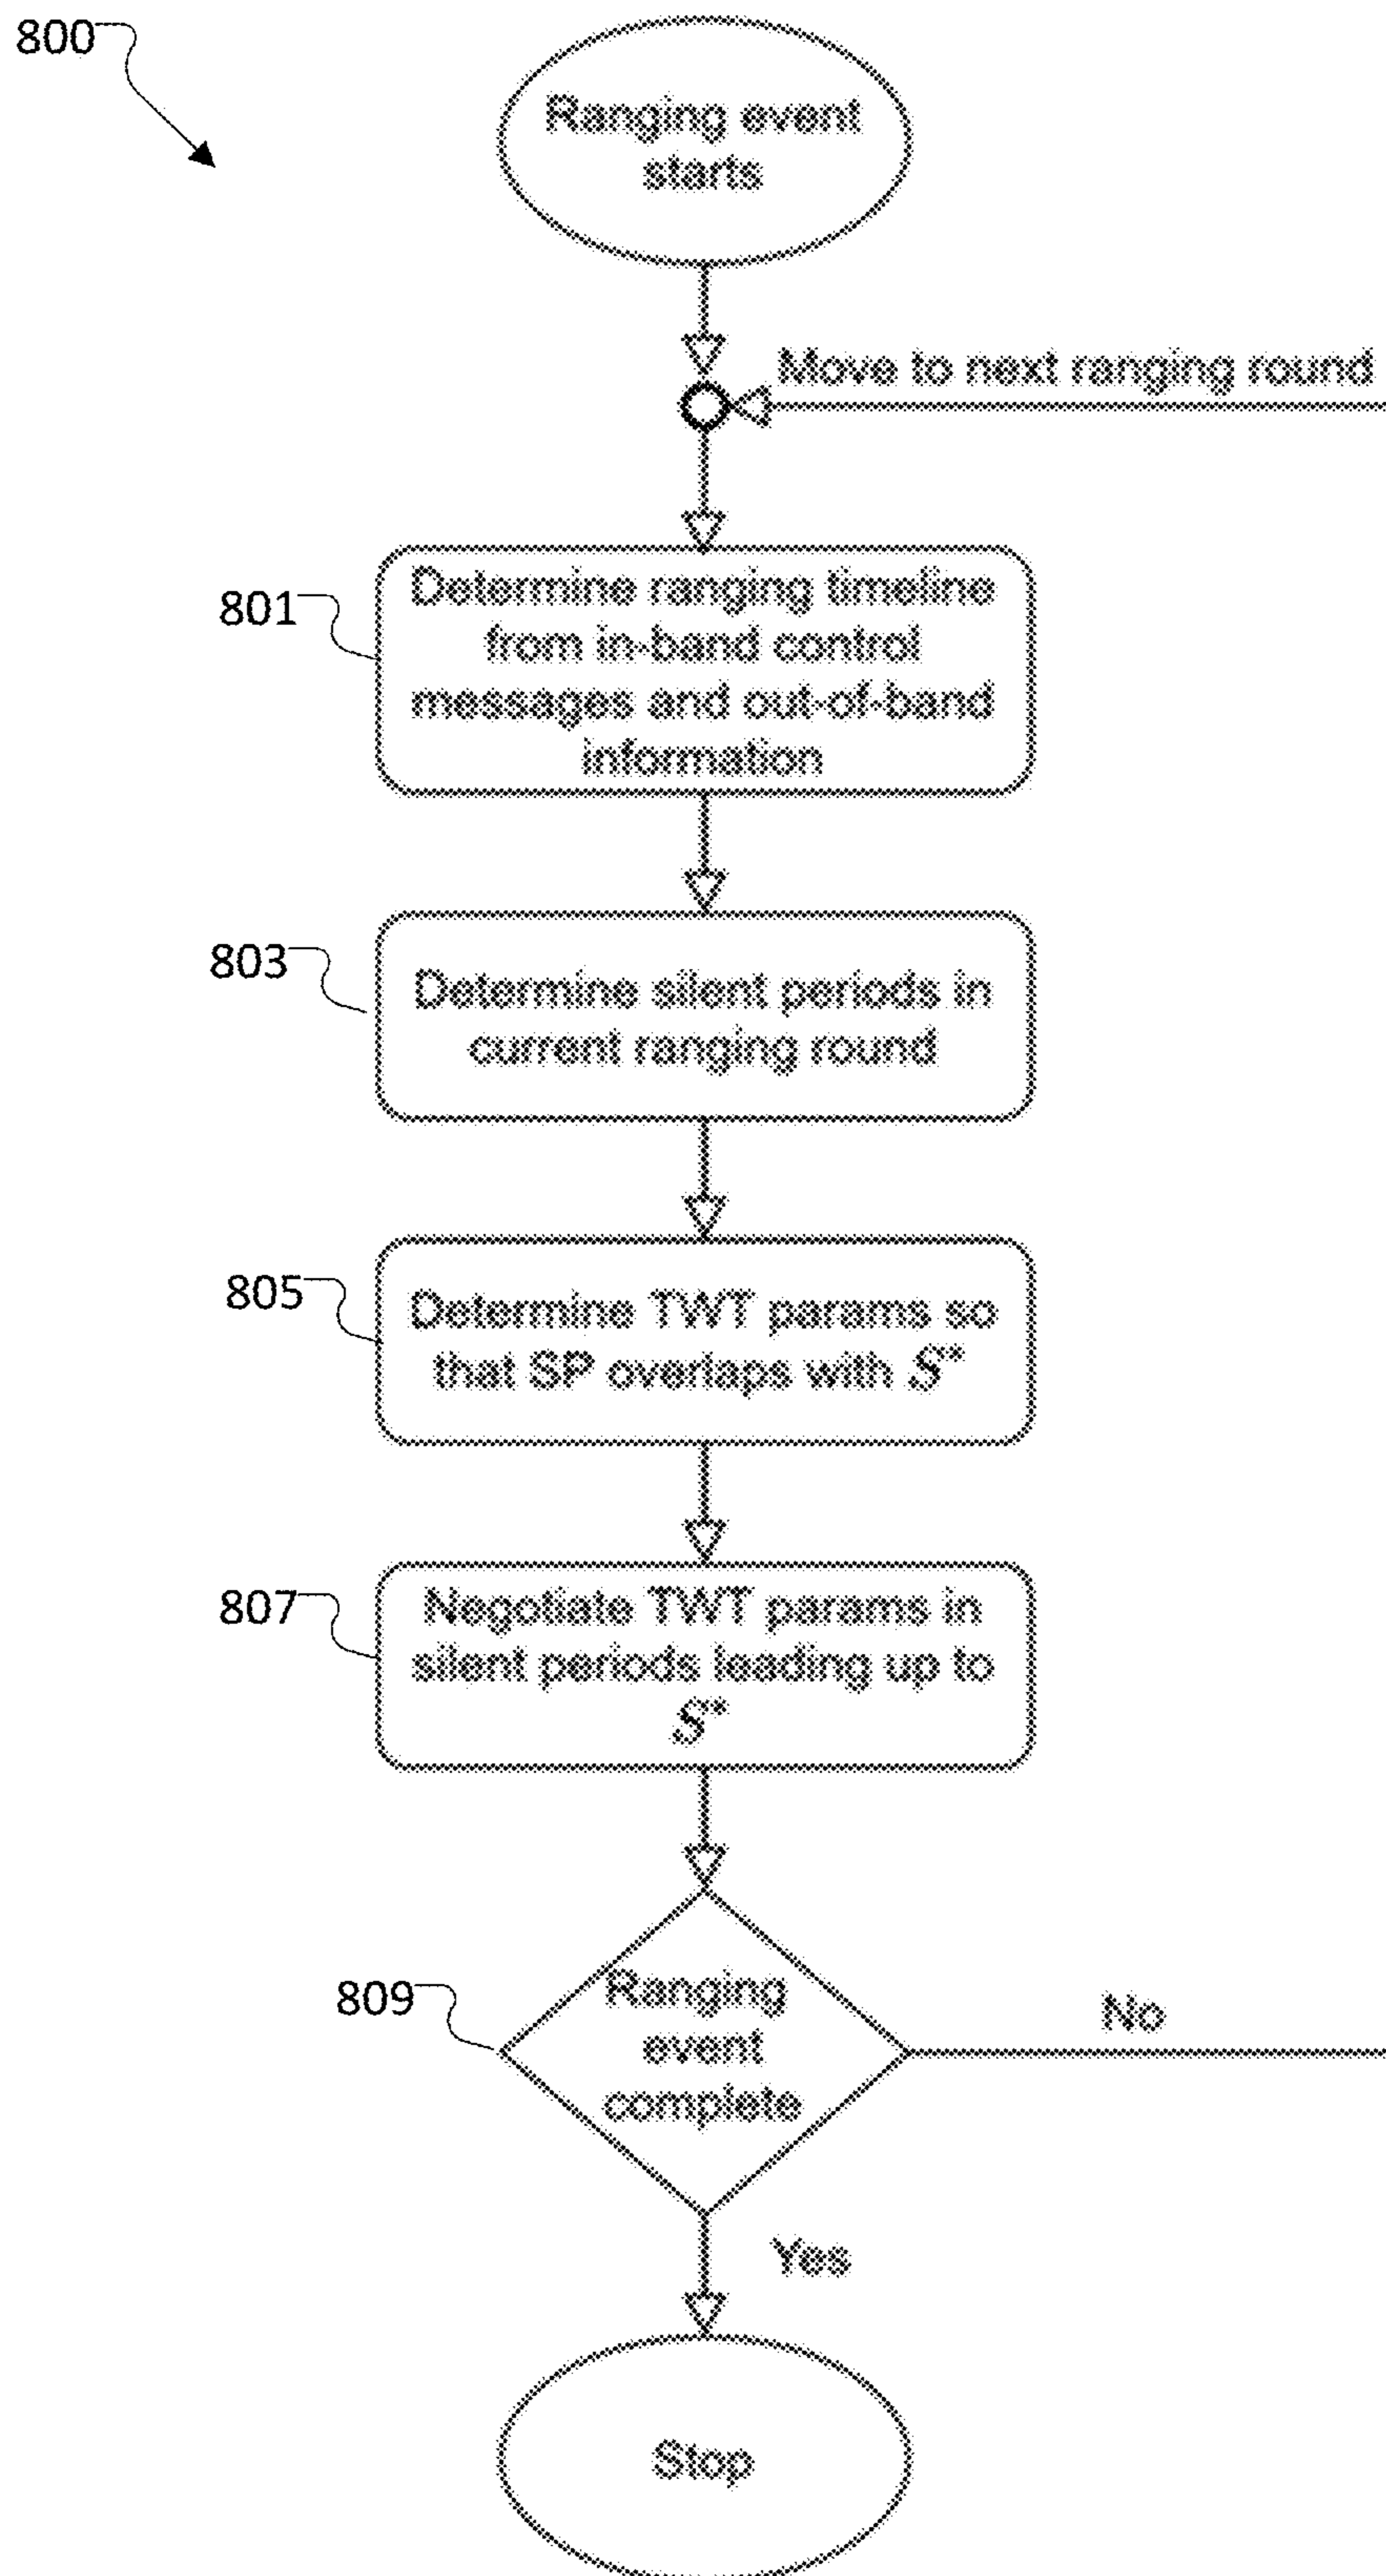 800
Ranging event
starts
Move to next ranging round
801
Determine ranging timeline
from in-band control
messages and out-of-band
information
803
Determine silent periods in
current ranging round
805
Determine TWT params so
that SP overlaps with S*
807
Negotiate TWT params in
silent periods leading up to
S*
809
Ranging
event
complete
No
Yes
Stop